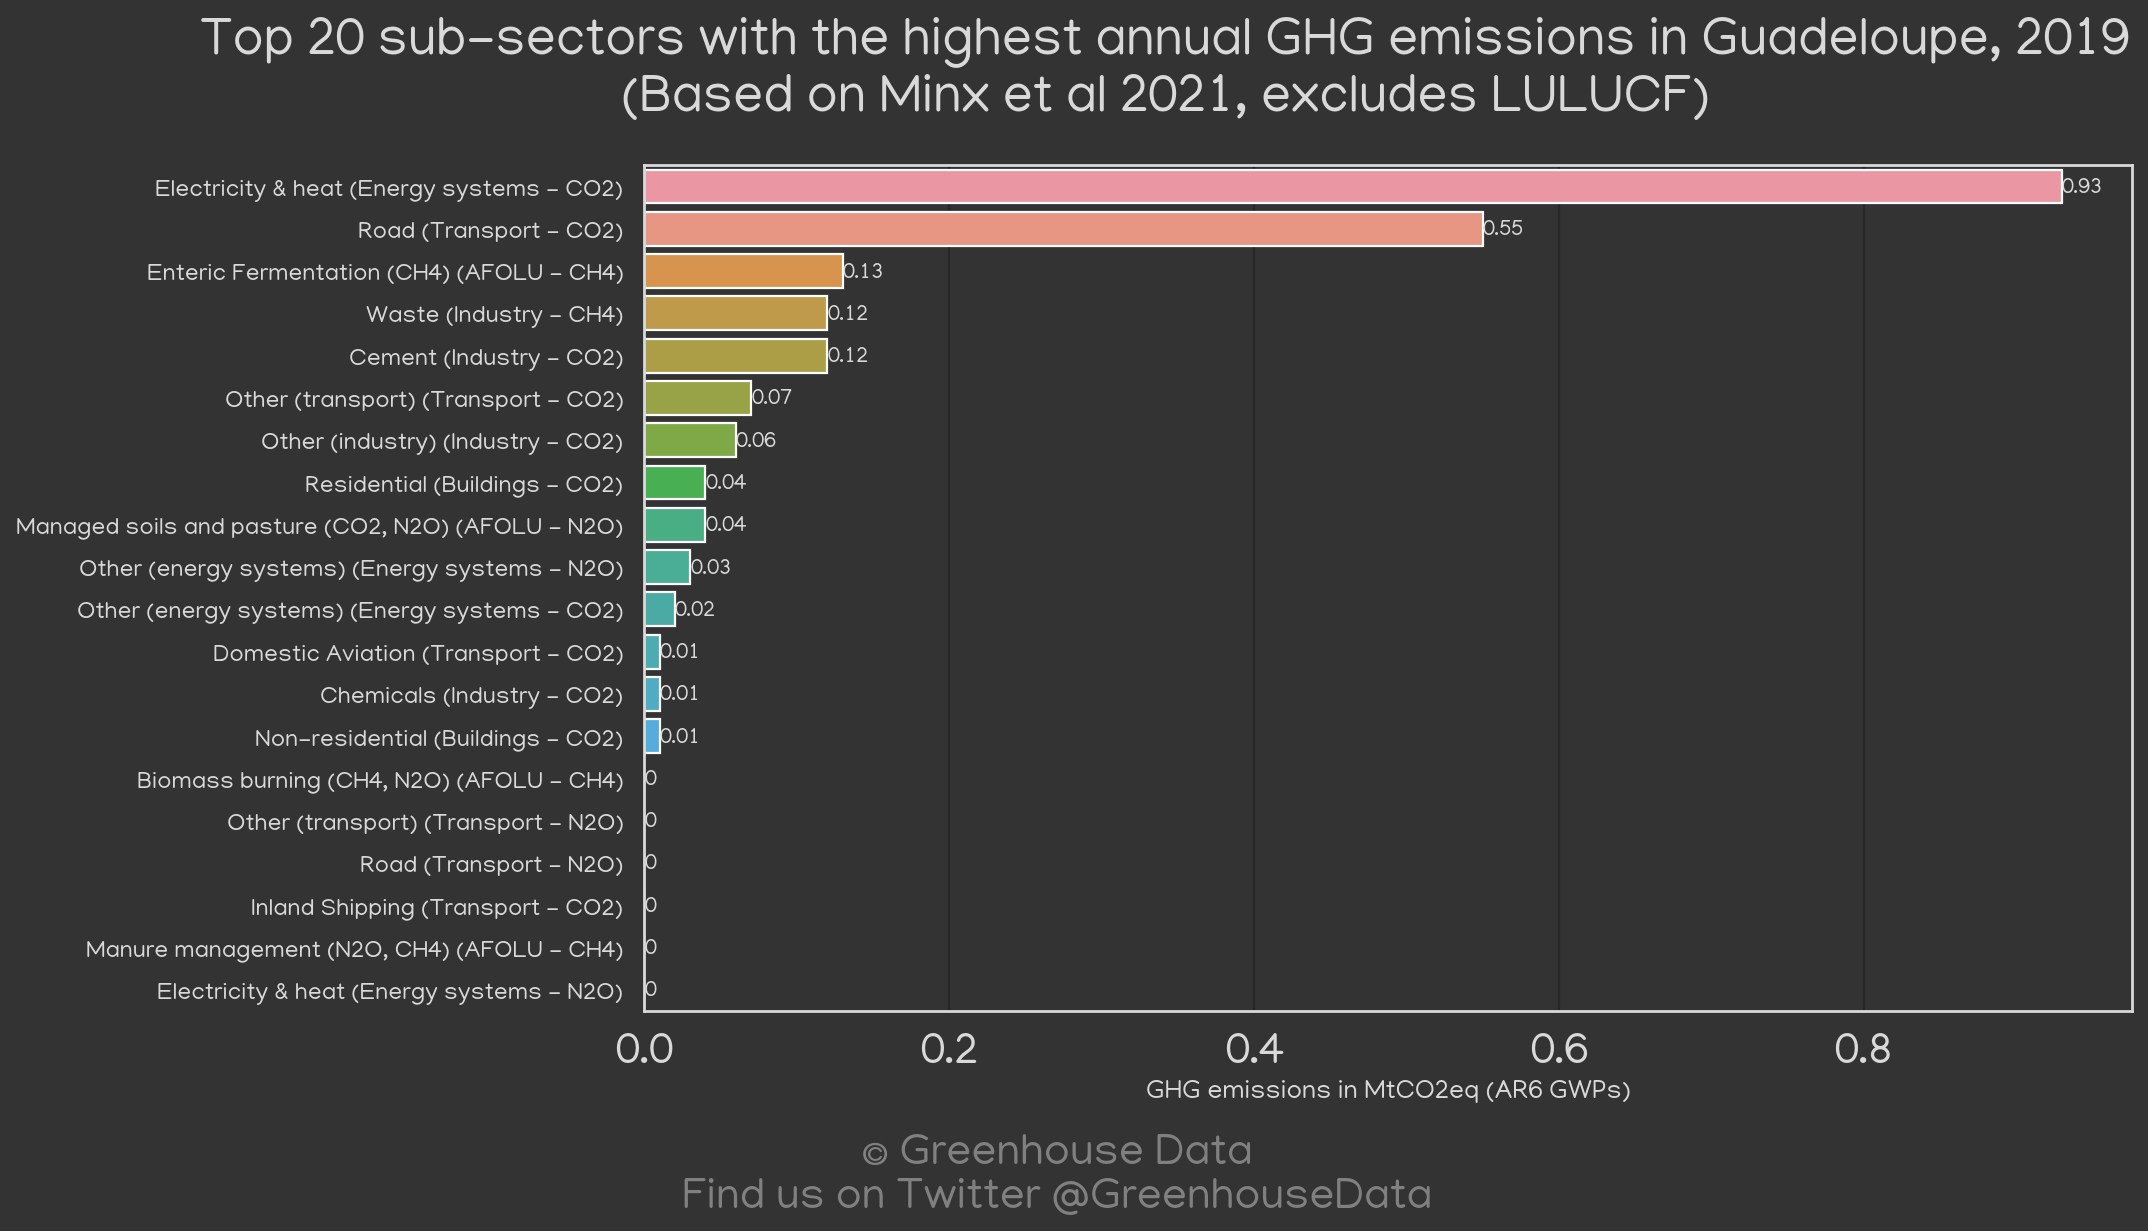 Top 20 sub-sectors with the highest annual GHG emissions in Guadeloupe, 2019
(Based on Minx et al 2021, excludes LULUCF)
Electricity & heat (Energy systems - CO2) 0.93
Road (Transport - CO2) 0.55
Enteric Fermentation (CH4) (AFOLU - CH4) 0.13
Waste (Industry - CH4) 0.12
Cement (Industry - CO2) 0.12
Other (transport) (Transport - CO2) 0.07
Other (industry) (Industry - CO2) 0.06
Residential (Buildings - CO2) 0.04
Managed soils and pasture (CO2, N2O) (AFOLU - N2O) 0.04
Other (energy systems) (Energy systems - N2O) 0.03
Other (energy systems) (Energy systems - CO2) 0.02
Domestic Aviation (Transport - CO2) 0.01
Chemicals (Industry - CO2) 0.01
Non-residential (Buildings - CO2) 0.01
Biomass burning (CH4, N2O) (AFOLU - CH4) 0
Other (transport) (Transport - N2O) 0
Road (Transport - N2O) 0
Inland Shipping (Transport - CO2) 0
Manure management (N2O, CH4) (AFOLU - CH4) 0
Electricity & heat (Energy systems - N2O) 0
0.0 0.2 0.4 0.6 0.8
GHG emissions in MtCO2eq (AR6 GWPs)
© Greenhouse Data
Find us on Twitter @GreenhouseData